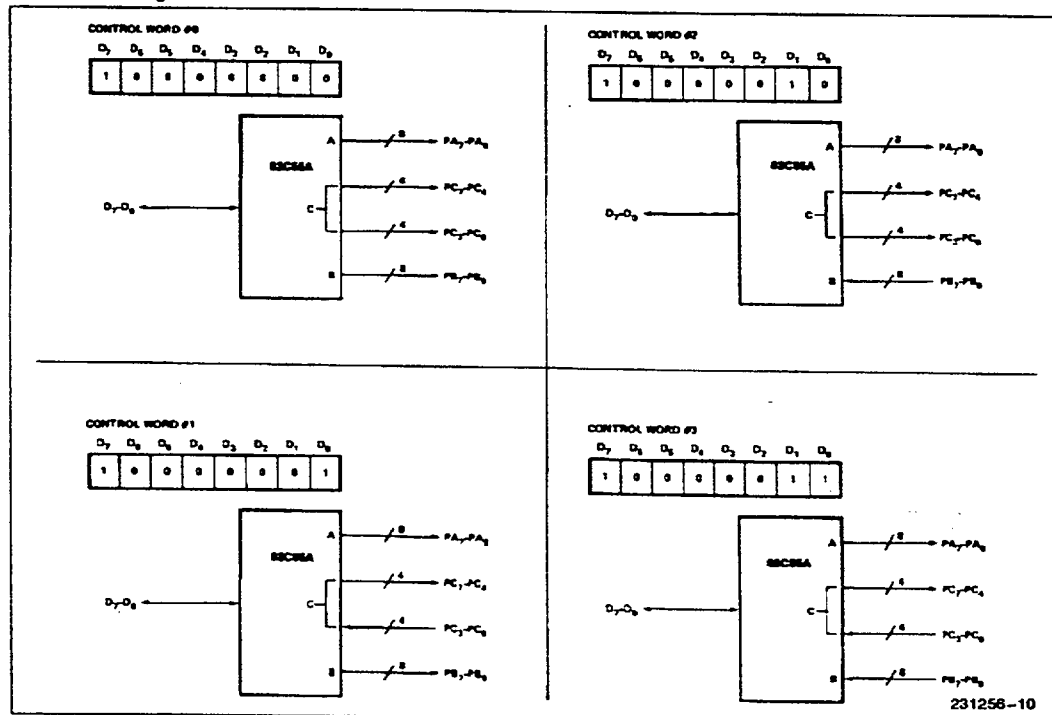 CONTROL WORD #0
D₇ D₆ D₅ D₄ D₃ D₂ D₁ D₀
1 0 0 0 0 0 0 0
82C55A
A 8 PA₇-PA₀
4 PC₇-PC₄
D₇-D₀ C
4 PC₃-PC₀
B 8 PB₇-PB₀
CONTROL WORD #2
D₇ D₆ D₅ D₄ D₃ D₂ D₁ D₀
1 0 0 0 0 0 1 0
82C55A
A 8 PA₇-PA₀
4 PC₇-PC₄
D₇-D₀ C
4 PC₃-PC₀
B 8 PB₇-PB₀
CONTROL WORD #1
D₇ D₆ D₅ D₄ D₃ D₂ D₁ D₀
1 0 0 0 0 0 0 1
82C55A
A 8 PA₇-PA₀
4 PC₇-PC₄
D₇-D₀ C
4 PC₃-PC₀
B 8 PB₇-PB₀
CONTROL WORD #3
D₇ D₆ D₅ D₄ D₃ D₂ D₁ D₀
1 0 0 0 0 0 1 1
82C55A
A 8 PA₇-PA₀
4 PC₇-PC₄
D₇-D₀ C
4 PC₃-PC₀
B 8 PB₇-PB₀
231256-10